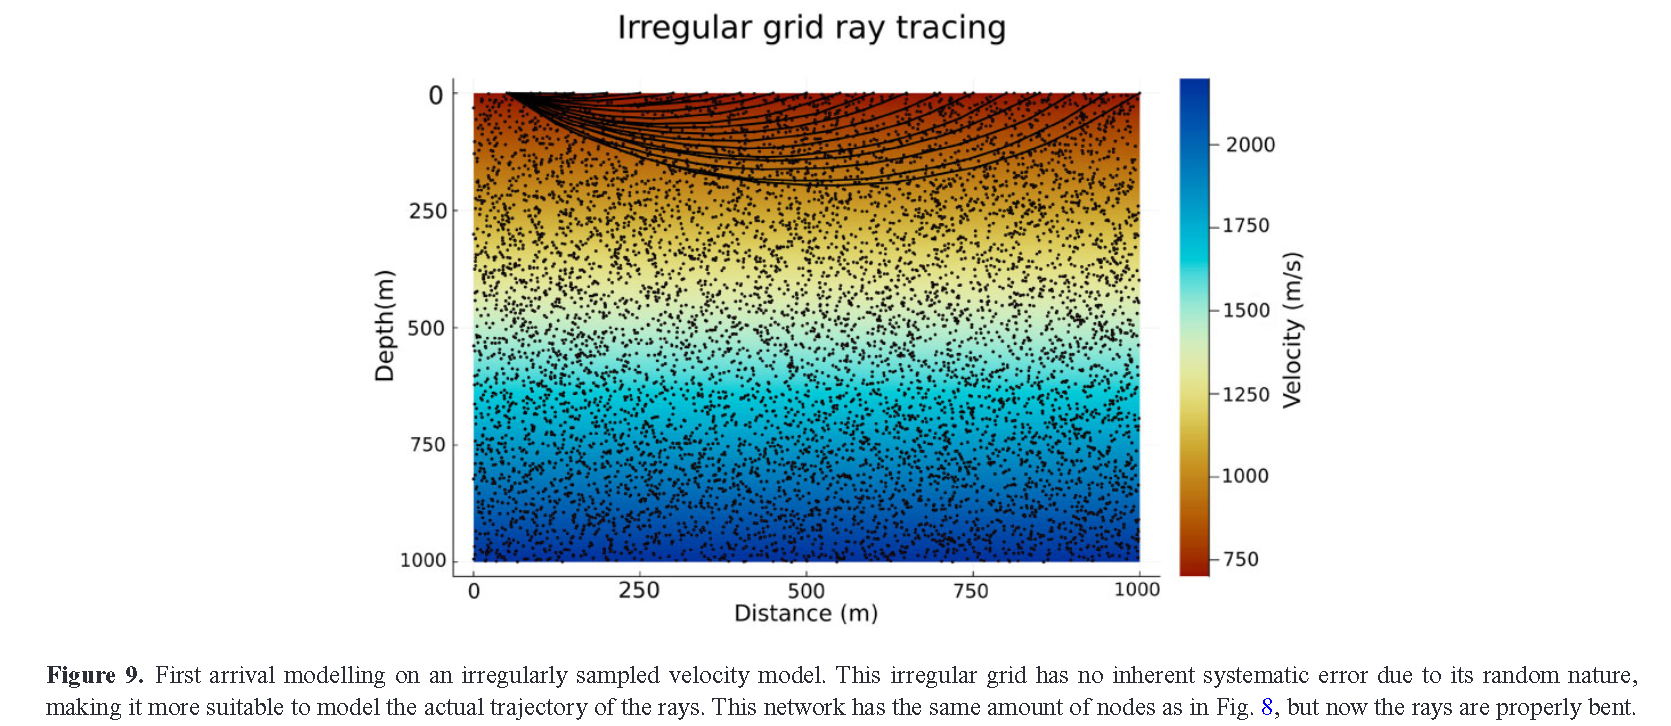 Irregular grid ray tracing
0
250
500
750
1000
Depth(m)
0 250 500 750 1000
Distance (m)
2000
1750
1500
1250
1000
750
Velocity (m/s)
Figure 9. First arrival modelling on an irregularly sampled velocity model. This irregular grid has no inherent systematic error due to its random nature,
making it more suitable to model the actual trajectory of the rays. This network has the same amount of nodes as in Fig. 8, but now the rays are properly bent.